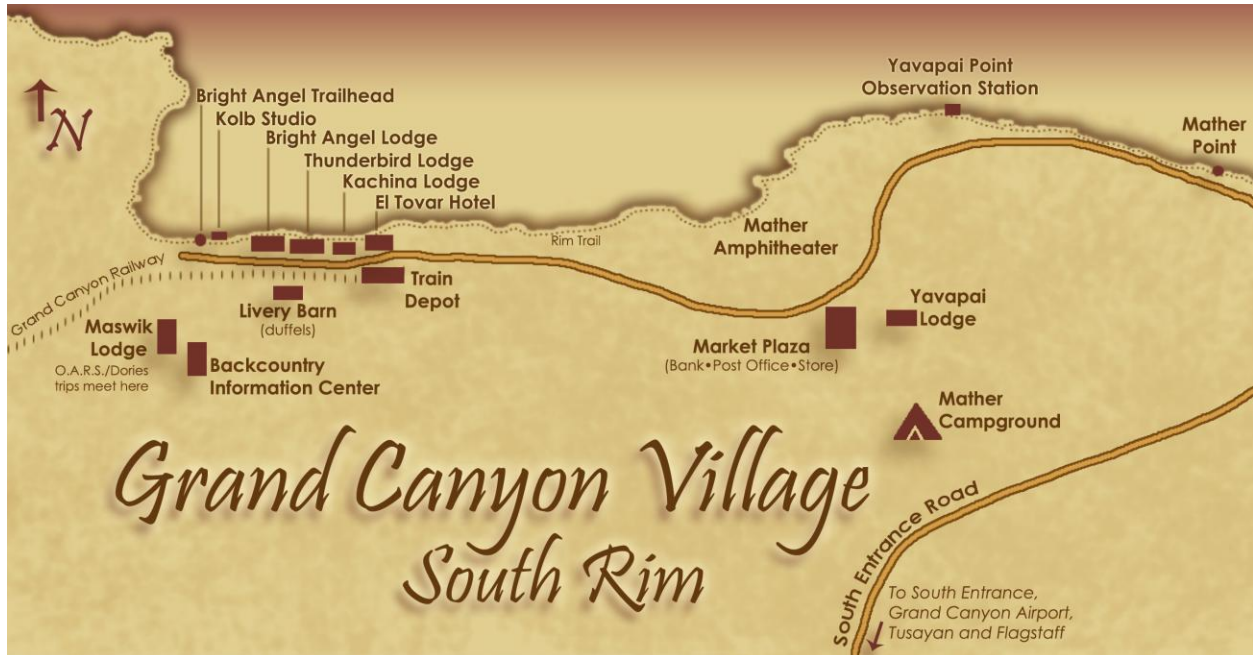 N
Bright Angel Trailhead
Kolb Studio
Bright Angel Lodge
Thunderbird Lodge
Kachina Lodge
El Tovar Hotel
Yavapai Point
Observation Station
Mather
Point
Rim Trail
Mather
Amphitheater
Grand Canyon Railway
Train
Depot
Livery Barn
(duffels)
Maswik
Lodge
O.A.R.S./Dories
trips meet here
Backcountry
Information Center
Yavapai
Lodge
Market Plaza
(Bank•Post Office•Store)
Mather
Campground
Grand Canyon Village
South Rim
South Entrance Road
To South Entrance,
Grand Canyon Airport,
Tusayan and Flagstaff